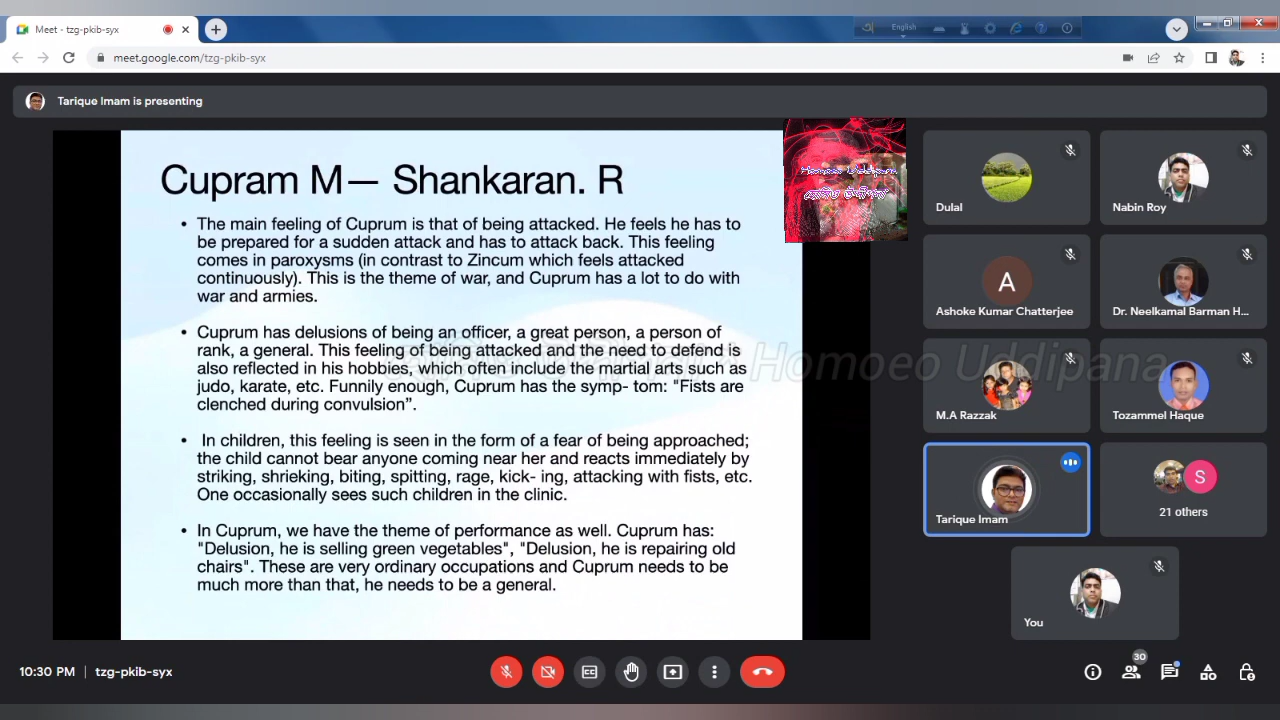 Meet - tzg-pkib-syx
English
meet.google.com/tzg-pkib-syx
Tarique Imam is presenting
Cupram M— Shankaran. R
• The main feeling of Cuprum is that of being attacked. He feels he has to
be prepared for a sudden attack and has to attack back. This feeling
comes in paroxysms (in contrast to Zincum which feels attacked
continuously). This is the theme of war, and Cuprum has a lot to do with
war and armies.
• Cuprum has delusions of being an officer, a great person, a person of
rank, a general. This feeling of being attacked and the need to defend is
also reflected in his hobbies, which often include the martial arts such as
judo, karate, etc. Funnily enough, Cuprum has the symp- tom: "Fists are
clenched during convulsion”.
• In children, this feeling is seen in the form of a fear of being approached;
the child cannot bear anyone coming near her and reacts immediately by
striking, shrieking, biting, spitting, rage, kick- ing, attacking with fists, etc.
One occasionally sees such children in the clinic.
• In Cuprum, we have the theme of performance as well. Cuprum has:
"Delusion, he is selling green vegetables", "Delusion, he is repairing old
chairs". These are very ordinary occupations and Cuprum needs to be
much more than that, he needs to be a general.
Homoeo Uddipana
Homoeo Uddipana
Dulal
Nabin Roy
A
Ashoke Kumar Chatterjee
Dr. Neelkamal Barman H...
M.A Razzak
Tozammel Haque
Tarique Imam
S
21 others
You
10:30 PM | tzg-pkib-syx
30